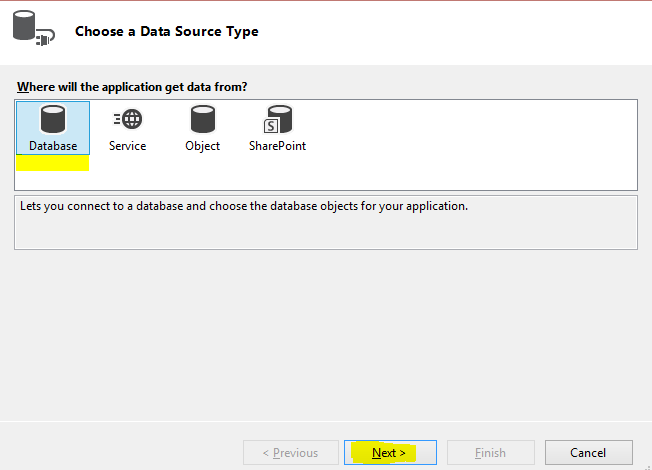 Choose a Data Source Type
Where will the application get data from?
Database
Service
Object
S
SharePoint
Lets you connect to a database and choose the database objects for your application.
< Previous
Next >
Finish
Cancel